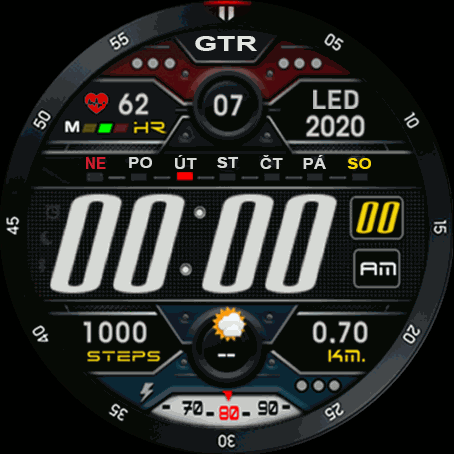 GTR
55 05
62 07 LED
M HR 2020
50 10
NE PO ÚT ST ČT PÁ SO
45 00:00 00 15
AM
1000 0.70
STEPS -- KM.
40 20
- 70 - 80 - 90 -
35 25
30